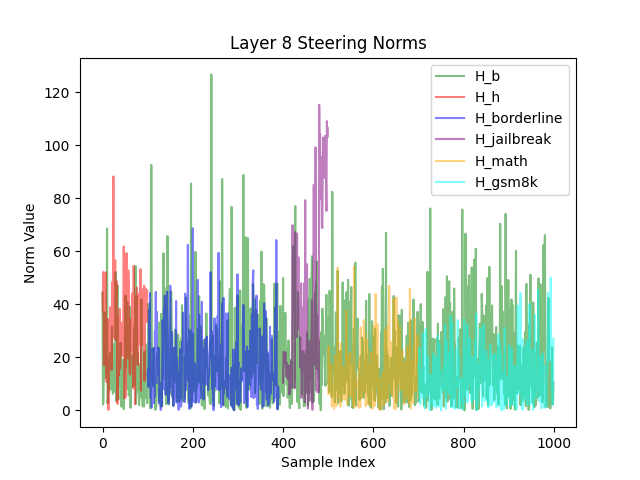 Layer 8 Steering Norms
H_b
H_h
H_borderline
H_jailbreak
H_math
H_gsm8k
Norm Value
120
100
80
60
40
20
0
0 200 400 600 800 1000
Sample Index